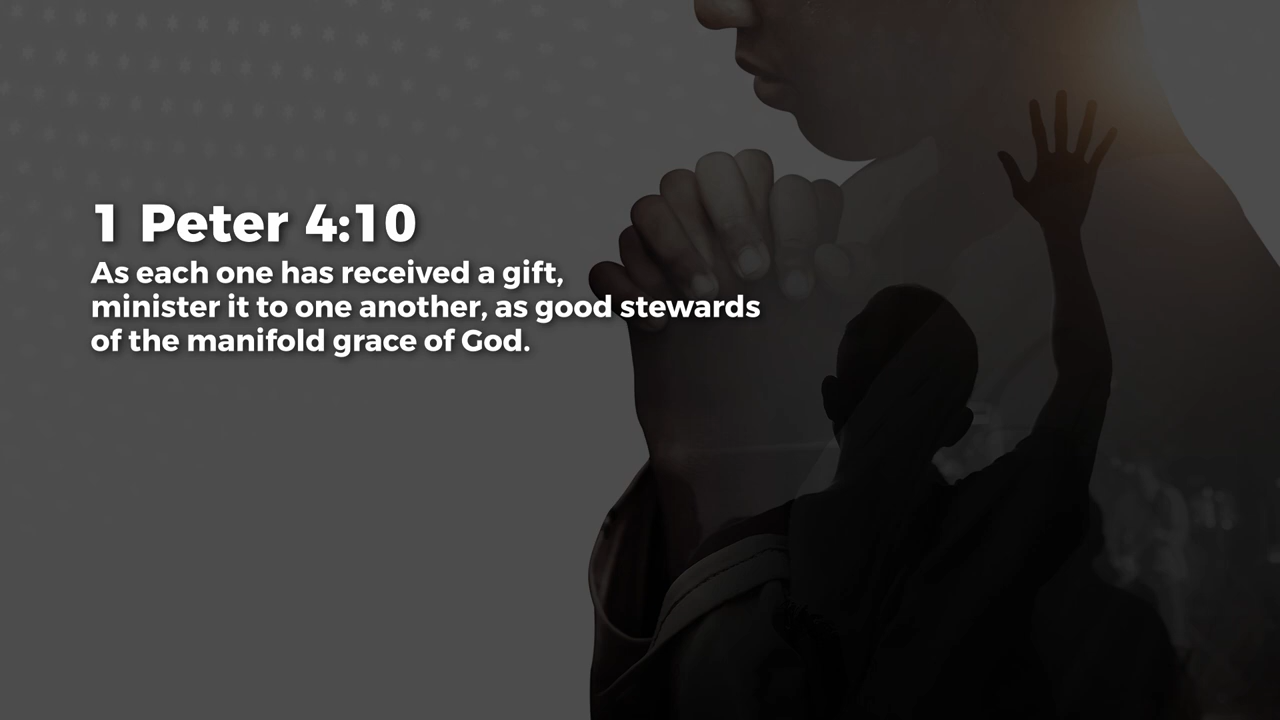 1 Peter 4:10
As each one has received a gift,
minister it to one another, as good stewards
of the manifold grace of God.